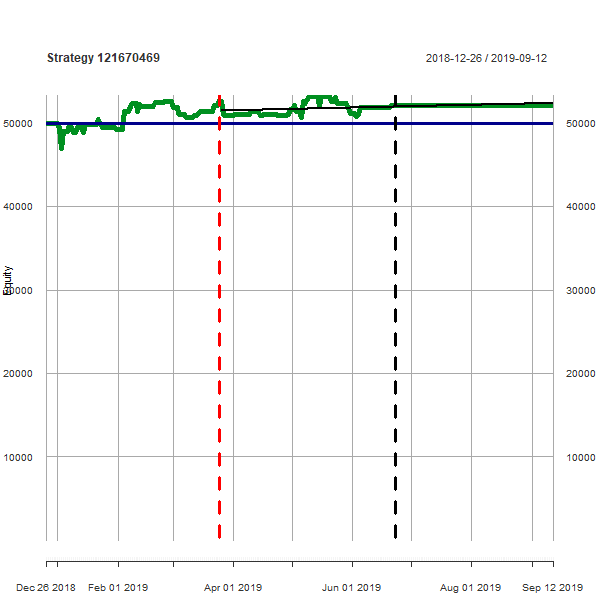 Strategy 121670469
2018-12-26 / 2019-09-12
50000 50000
40000 40000
30000 30000
20000 20000
10000 10000
Equity
Dec 26 2018 Feb 01 2019 Apr 01 2019 Jun 01 2019 Aug 01 2019 Sep 12 2019